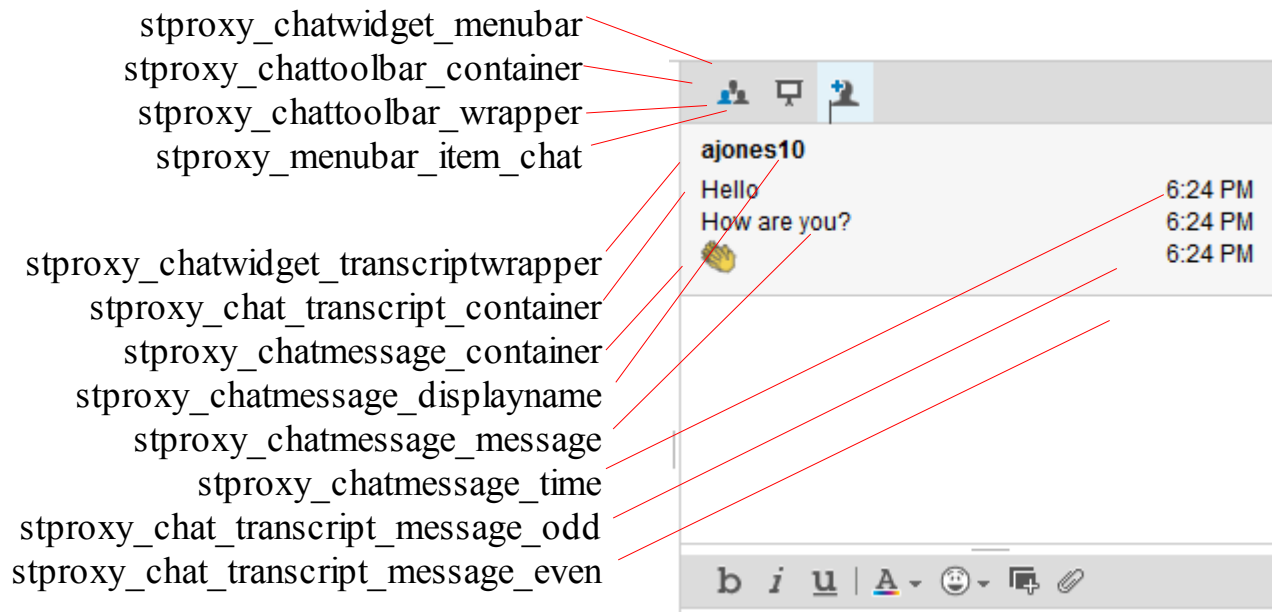 stproxy_chatwidget_menubar
stproxy_chattoolbar_container
stproxy_chattoolbar_wrapper
stproxy_menubar_item_chat
stproxy_chatwidget_transcriptwrapper
stproxy_chat_transcript_container
stproxy_chatmessage_container
stproxy_chatmessage_displayname
stproxy_chatmessage_message
stproxy_chatmessage_time
stproxy_chat_transcript_message_odd
stproxy_chat_transcript_message_even
ajones10
Hello 6:24 PM
How are you? 6:24 PM
6:24 PM
b i u A